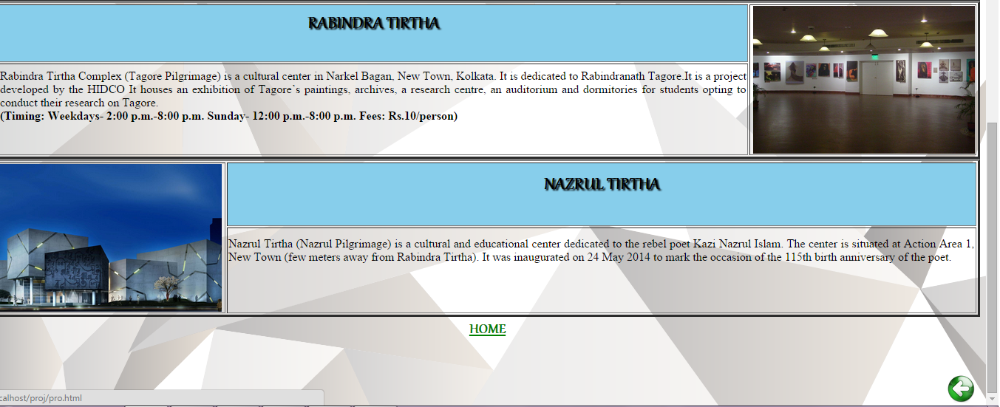 RABINDRA TIRTHA
Rabindra Tirtha Complex (Tagore Pilgrimage) is a cultural center in Narkel Bagan, New Town, Kolkata. It is dedicated to Rabindranath Tagore.It is a project
developed by the HIDCO It houses an exhibition of Tagore`s paintings, archives, a research centre, an auditorium and dormitories for students opting to
conduct their research on Tagore.
(Timing: Weekdays- 2:00 p.m.-8:00 p.m. Sunday- 12:00 p.m.-8:00 p.m. Fees: Rs.10/person)
NAZRUL TIRTHA
Nazrul Tirtha (Nazrul Pilgrimage) is a cultural and educational center dedicated to the rebel poet Kazi Nazrul Islam. The center is situated at Action Area 1,
New Town (few meters away from Rabindra Tirtha). It was inaugurated on 24 May 2014 to mark the occasion of the 115th birth anniversary of the poet.
HOME
calhost/proj/pro.html